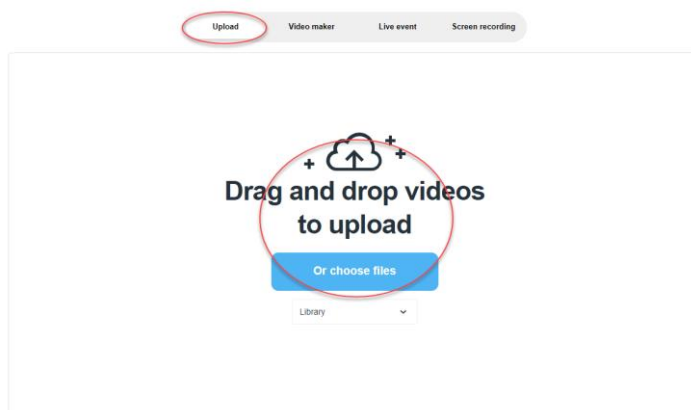 Upload Video maker Live event Screen recording
Drag and drop videos
to upload
Or choose files
Library